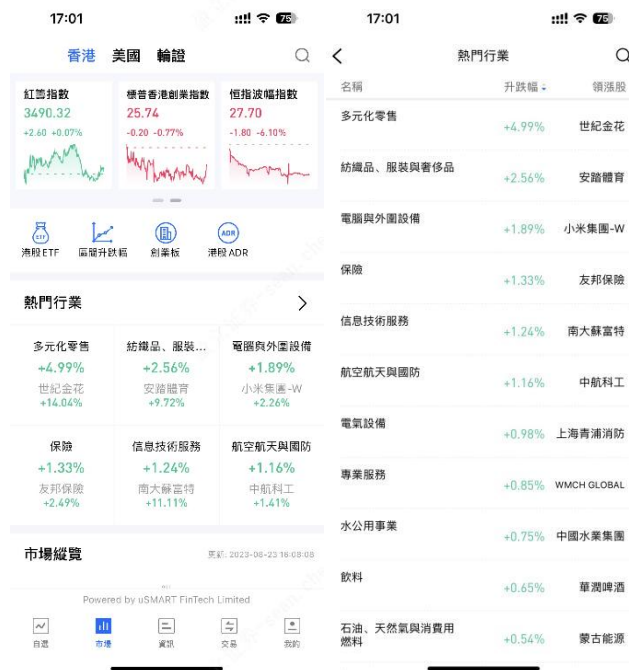 17:01
75
香港 美國 輪證
紅籌指數
3490.32
+2.60 +0.07%
標普香港創業指數
25.74
-0.20 -0.77%
恒指波幅指數
27.70
-1.80 -6.10%
ETF
ADR
港股ETF 區間升跌幅 創業板 港股ADR
熱門行業
多元化零售
+4.99%
世紀金花
+14.04%
紡織品、服裝...
+2.56%
安踏體育
+9.72%
電腦與外圍設備
+1.89%
小米集團-W
+2.26%
保險
+1.33%
友邦保險
+2.49%
信息技術服務
+1.24%
南大蘇富特
+11.11%
航空航天與國防
+1.16%
中航科工
+1.41%
市場縱覽
更新: 2023-08-23 16:08:08
Powered by uSMART FinTech Limited
自選 市場 資訊 交易 我的
17:01
75
熱門行業
名稱 升跌幅 領漲股
多元化零售 +4.99% 世紀金花
紡織品、服裝與奢侈品 +2.56% 安踏體育
電腦與外圍設備 +1.89% 小米集團-W
保險 +1.33% 友邦保險
信息技術服務 +1.24% 南大蘇富特
航空航天與國防 +1.16% 中航科工
電氣設備 +0.98% 上海青浦消防
專業服務 +0.85% WMCH GLOBAL
水公用事業 +0.75% 中國水業集團
飲料 +0.65% 華潤啤酒
石油、天然氣與消費用
燃料 +0.54% 蒙古能源